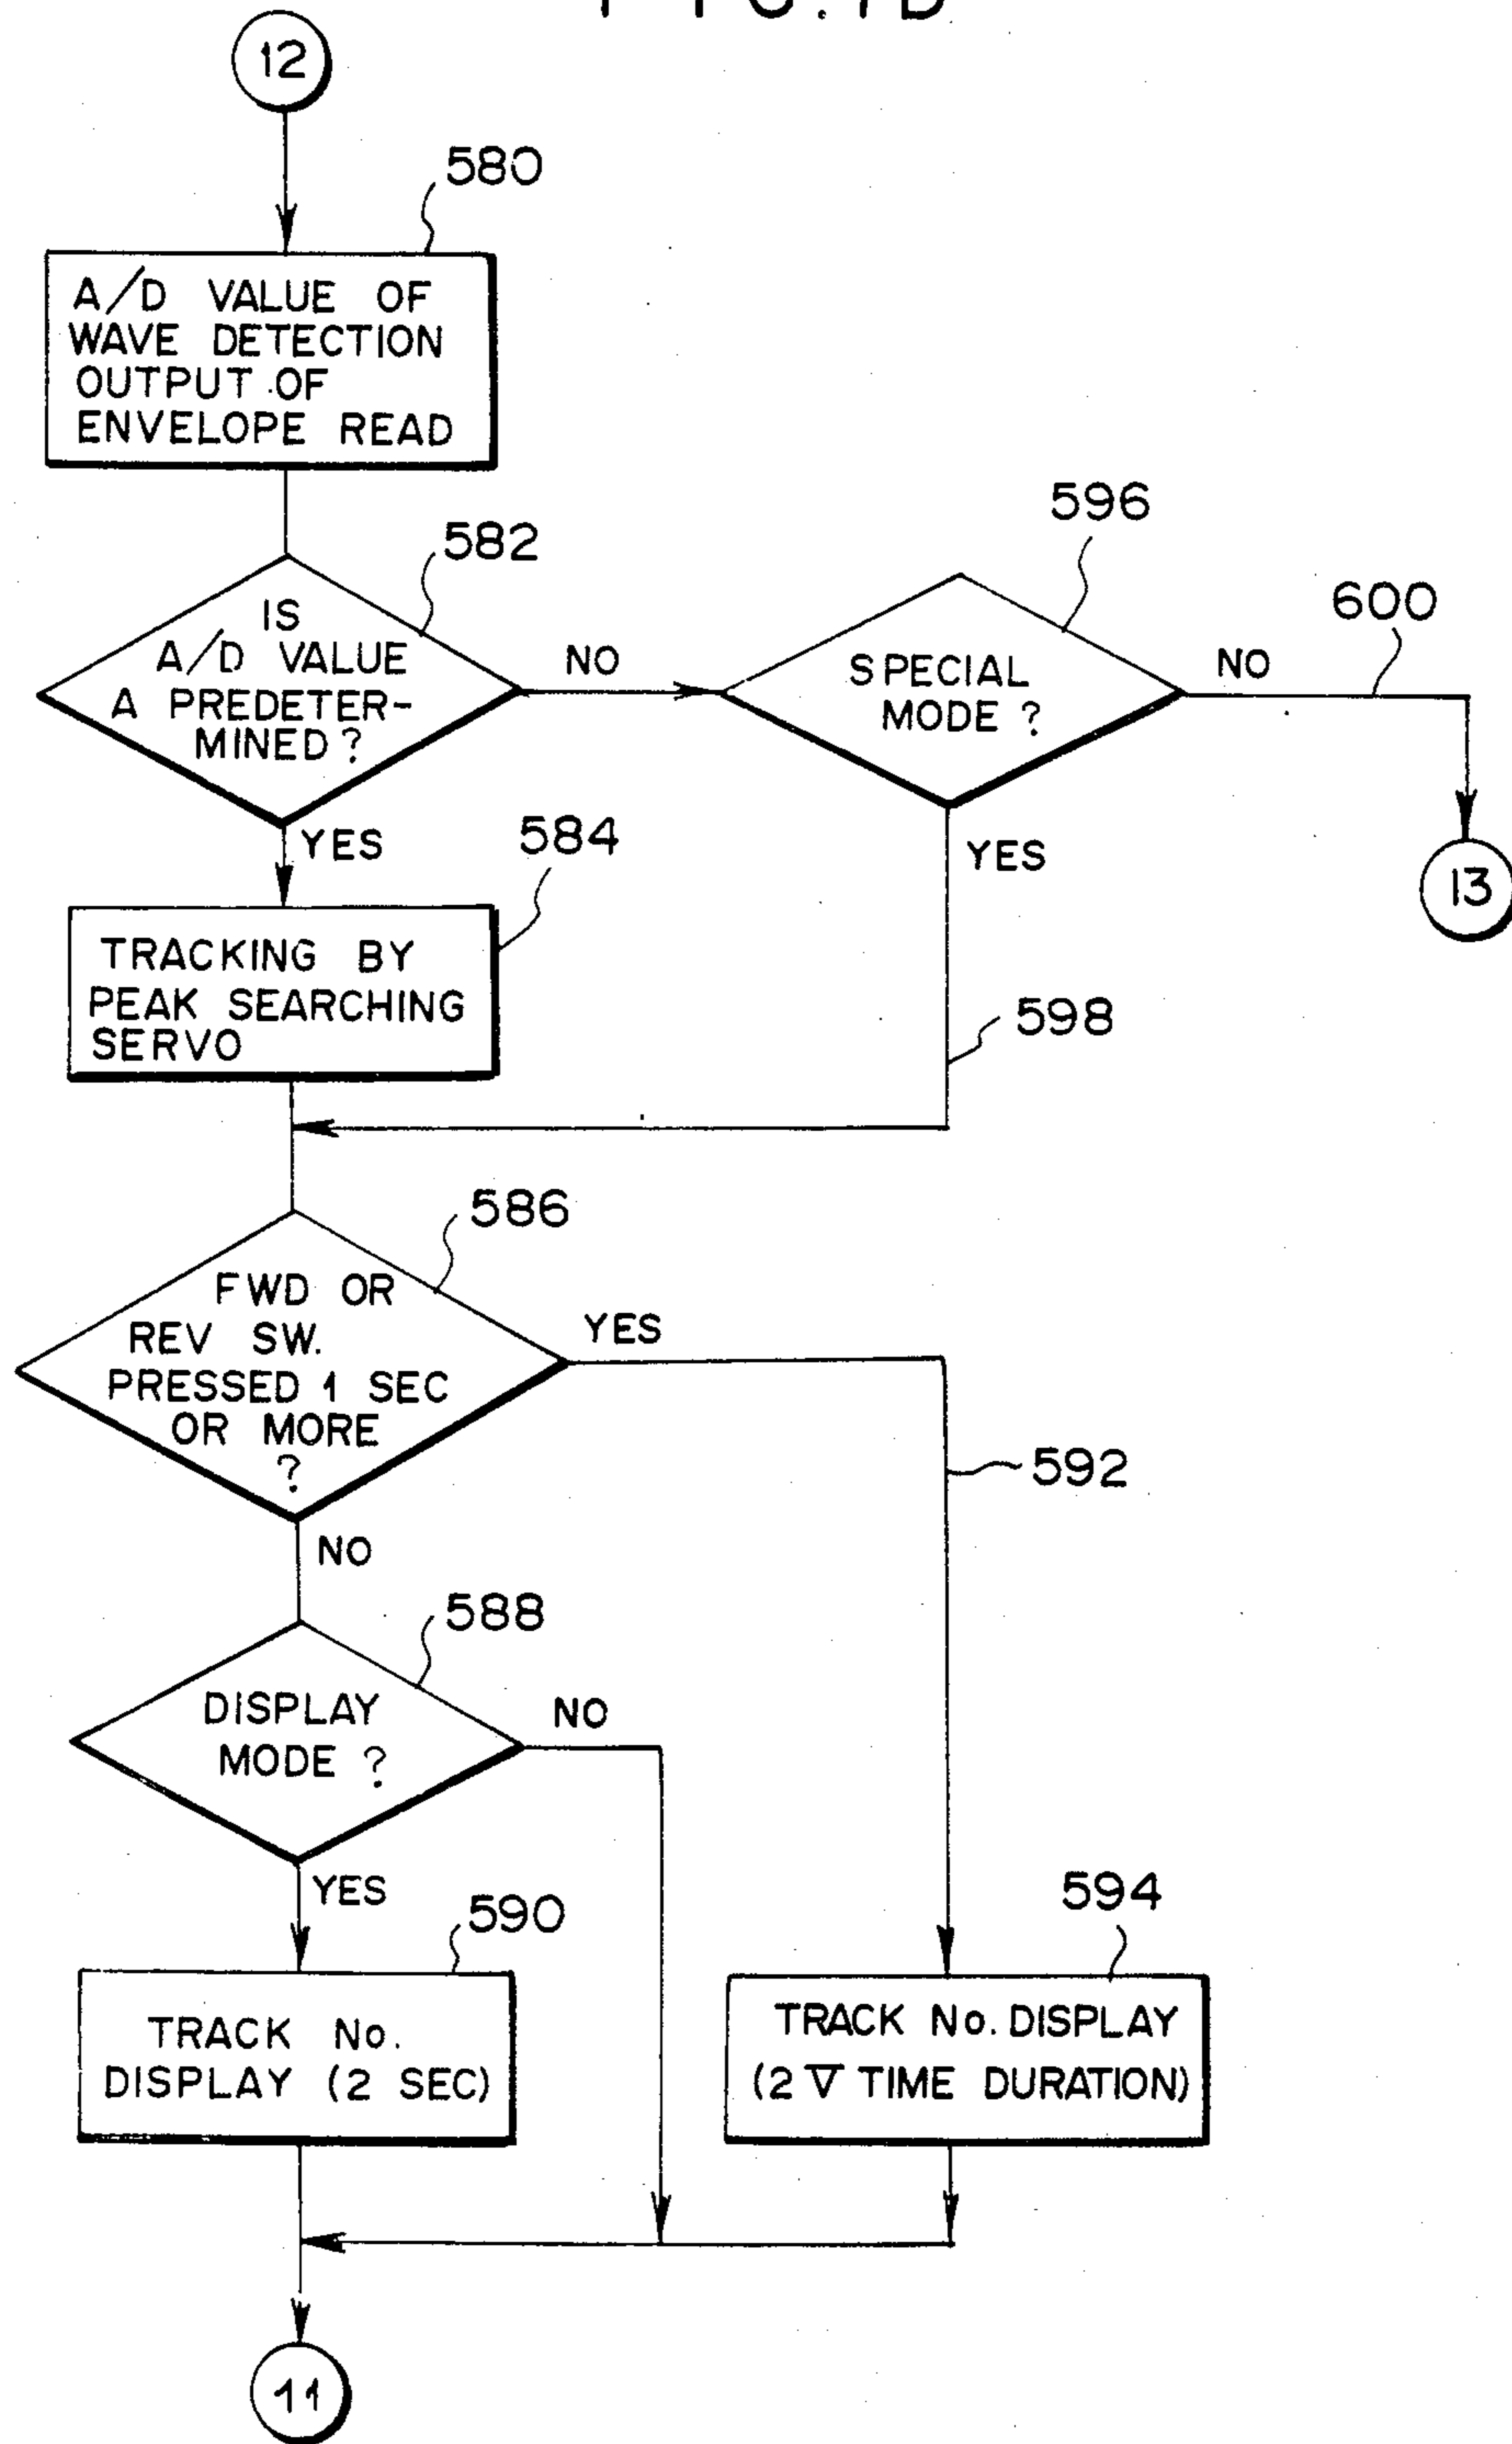 FIG.7D
12
580
A/D VALUE OF
WAVE DETECTION
OUTPUT OF
ENVELOPE READ
582
IS
A/D VALUE
A PREDETER-
MINED?
NO
596
SPECIAL
MODE ?
NO
600
13
YES
584
YES
TRACKING BY
PEAK SEARCHING
SERVO
598
586
FWD OR
REV SW.
PRESSED 1 SEC
OR MORE
?
YES
592
NO
588
DISPLAY
MODE ?
NO
YES
590
594
TRACK No.
DISPLAY (2 SEC)
TRACK No. DISPLAY
(2 V TIME DURATION)
11